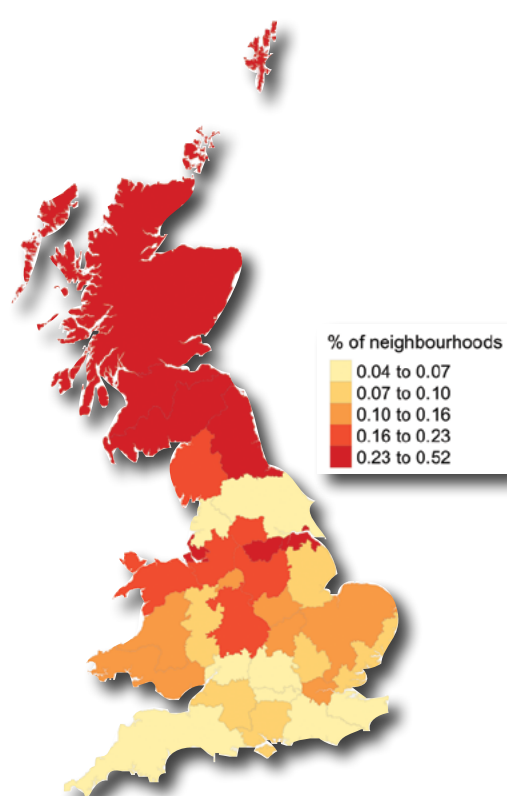 % of neighbourhoods
0.04 to 0.07
0.07 to 0.10
0.10 to 0.16
0.16 to 0.23
0.23 to 0.52